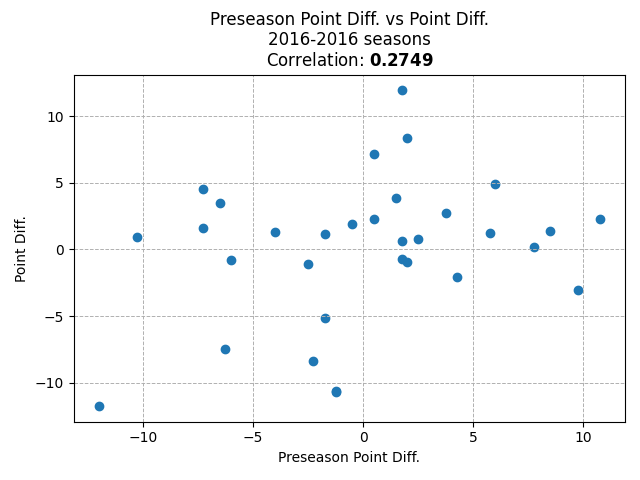 Preseason Point Diff. vs Point Diff.
2016-2016 seasons
Correlation: 0.2749
10
5
0
−5
−10
Point Diff.
−10
−5
0
5
10
Preseason Point Diff.